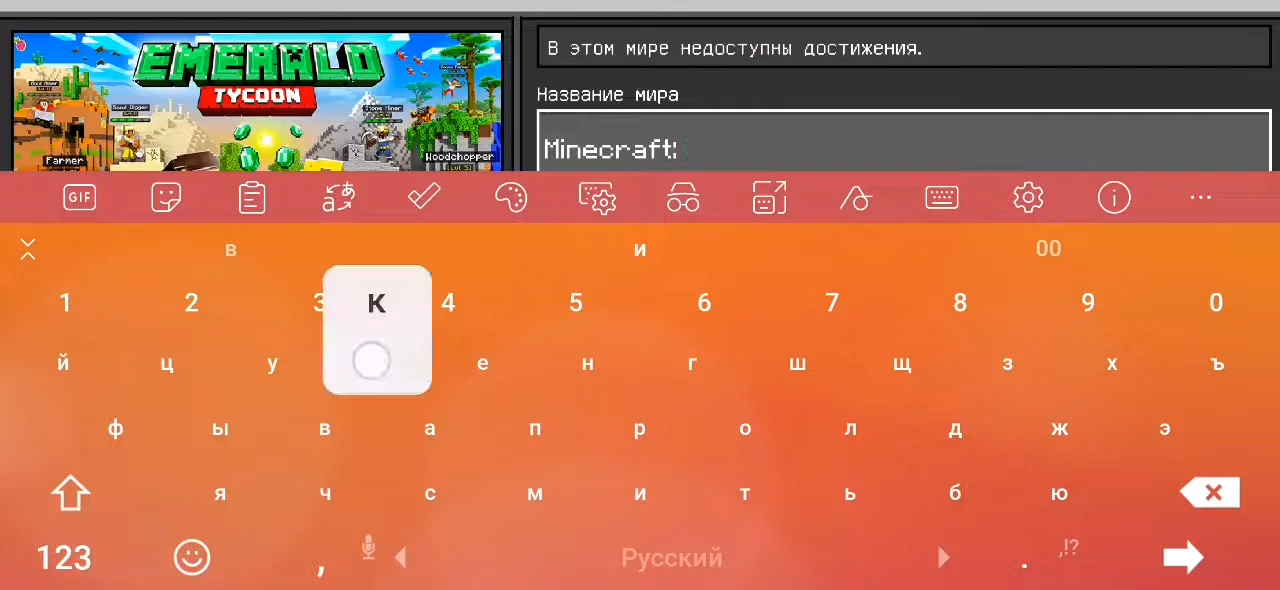 EMERALD
TYCOON
Sand Digger
Stone Miner
Farmer
Woodchopper
В этом мире недоступны достижения.
Название мира
Minecraft:
GIF
в и 00
1 2 3 К 4 5 6 7 8 9 0
й ц у е н г ш щ з х ъ
ф ы в а п р о л д ж э
я ч с м и т ь б ю
123 , Русский . ,!?